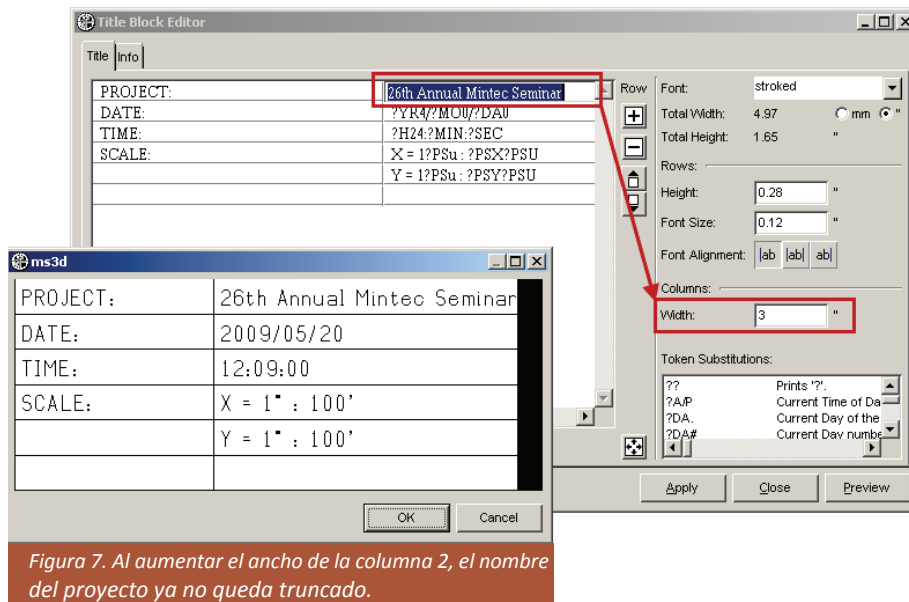 Title Block Editor
Title Info
PROJECT: 26th Annual Mintec Seminar
DATE: ?YR4/?MO0/?DA0
TIME: ?H24:?MIN:?SEC
SCALE: X = 1?PSu : ?PSX?PSU
Y = 1?PSu : ?PSY?PSU
Row
Font: stroked
Total Width: 4.97 mm "
Total Height: 1.65 "
Rows:
Height: 0.28 "
Font Size: 0.12 "
Font Alignment: |ab |ab| ab|
Columns:
Width: 3 "
Token Substitutions:
?? Prints '?'.
?A/P Current Time of Da
?DA. Current Day of the
?DA# Current Day numbe
Apply Close Preview
ms3d
PROJECT: 26th Annual Mintec Seminar
DATE: 2009/05/20
TIME: 12:09:00
SCALE: X = 1" : 100'
Y = 1" : 100'
OK Cancel
Figura 7. Al aumentar el ancho de la columna 2, el nombre
del proyecto ya no queda truncado.